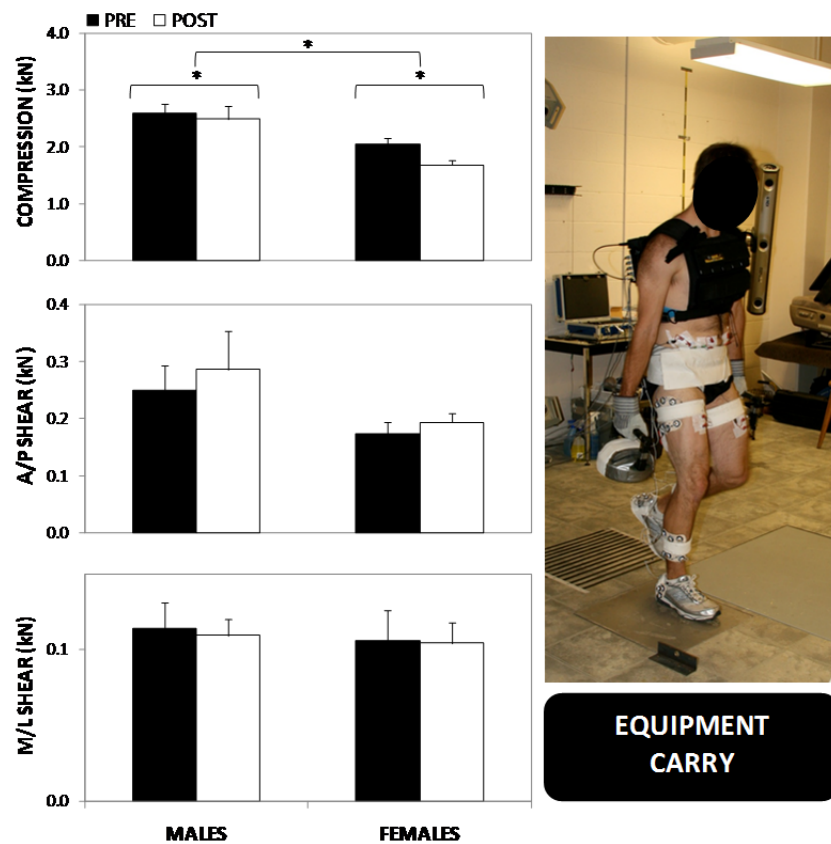 PRE POST
COMPRESSION (kN)
4.0
3.0
2.0
1.0
0.0
*
* *
A/P SHEAR (kN)
0.4
0.3
0.2
0.1
0.0
M/L SHEAR (kN)
0.1
0.0
MALES FEMALES
EQUIPMENT
CARRY